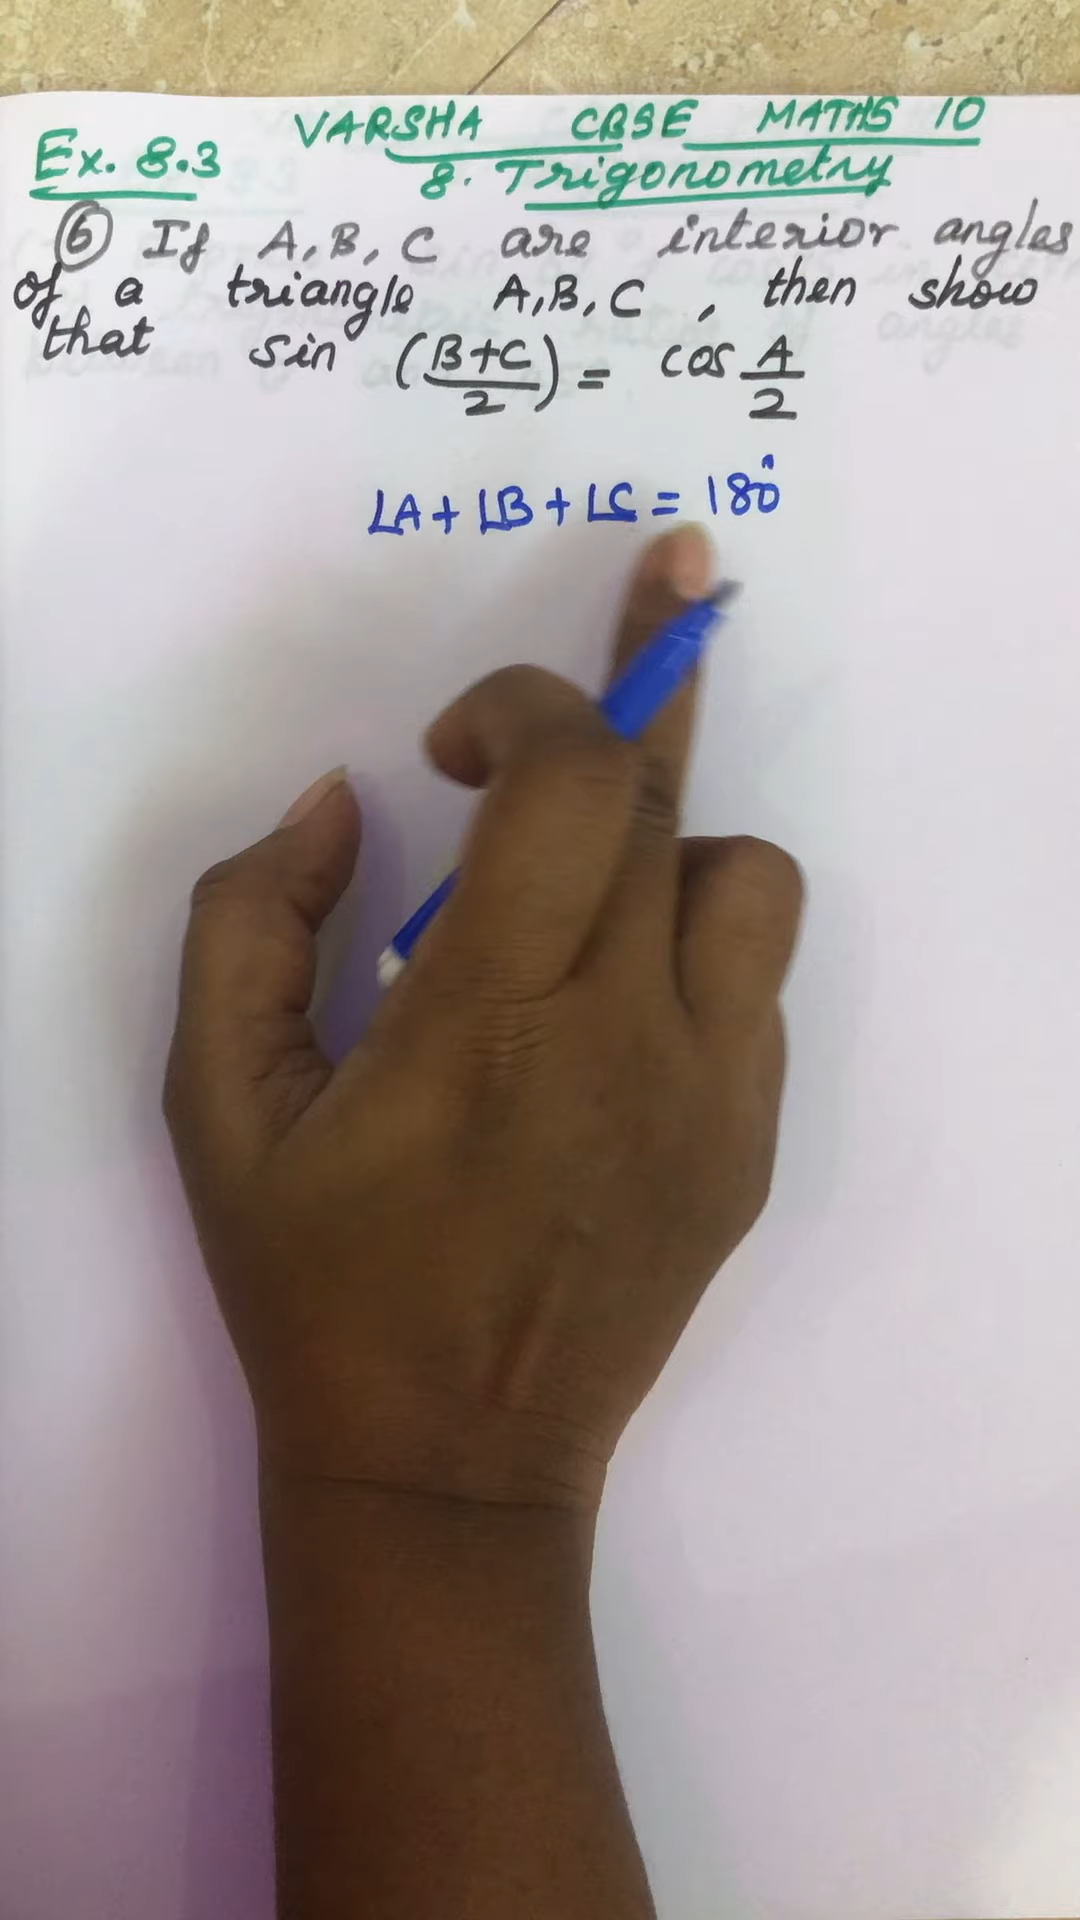 VARSHA CBSE MATHS 10
Ex. 8.3
8. Trigonometry
⑥ If A, B, C are interior angles
of a triangle A, B, C, then show
that sin (B+C/2) = cos A/2
∠A + ∠B + ∠C = 180°